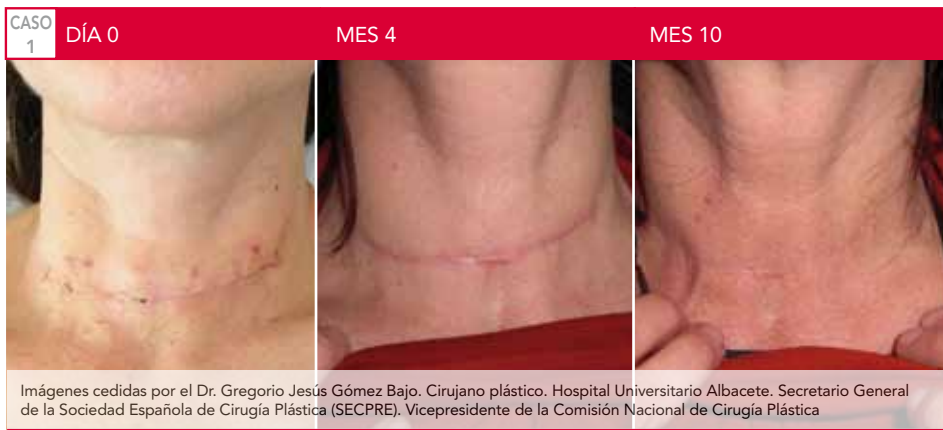 CASO
1
DÍA 0
MES 4
MES 10
Imágenes cedidas por el Dr. Gregorio Jesús Gómez Bajo. Cirujano plástico. Hospital Universitario Albacete. Secretario General
de la Sociedad Española de Cirugía Plástica (SECPRE). Vicepresidente de la Comisión Nacional de Cirugía Plástica